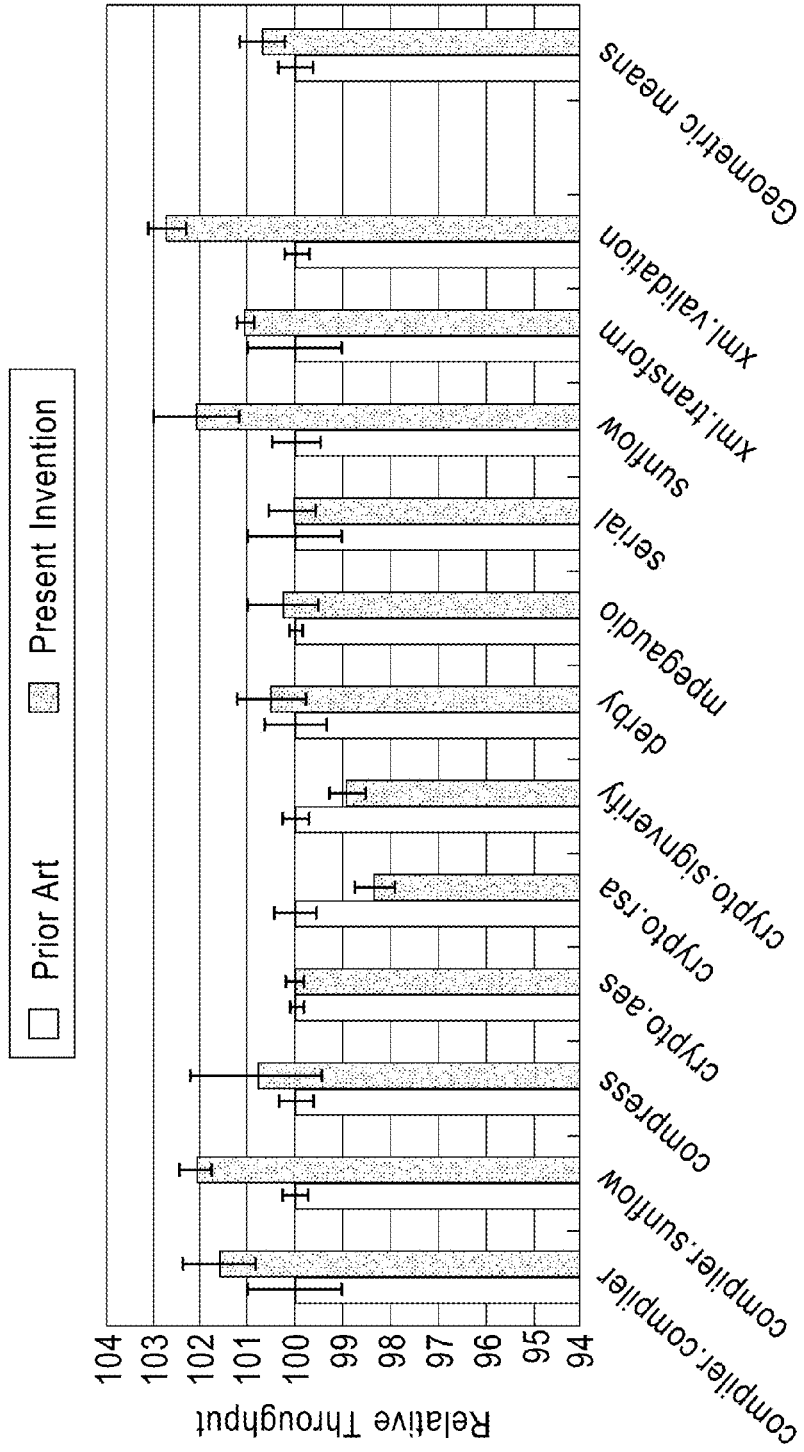 Prior Art
Present Invention
Relative Throughput
104
103
102
101
100
99
98
97
96
95
94
compiler.compiler
compiler.sunflow
compress
crypto.aes
crypto.rsa
crypto.signverify
derby
mpegaudio
serial
sunflow
xml.transform
xml.validation
Geometric means